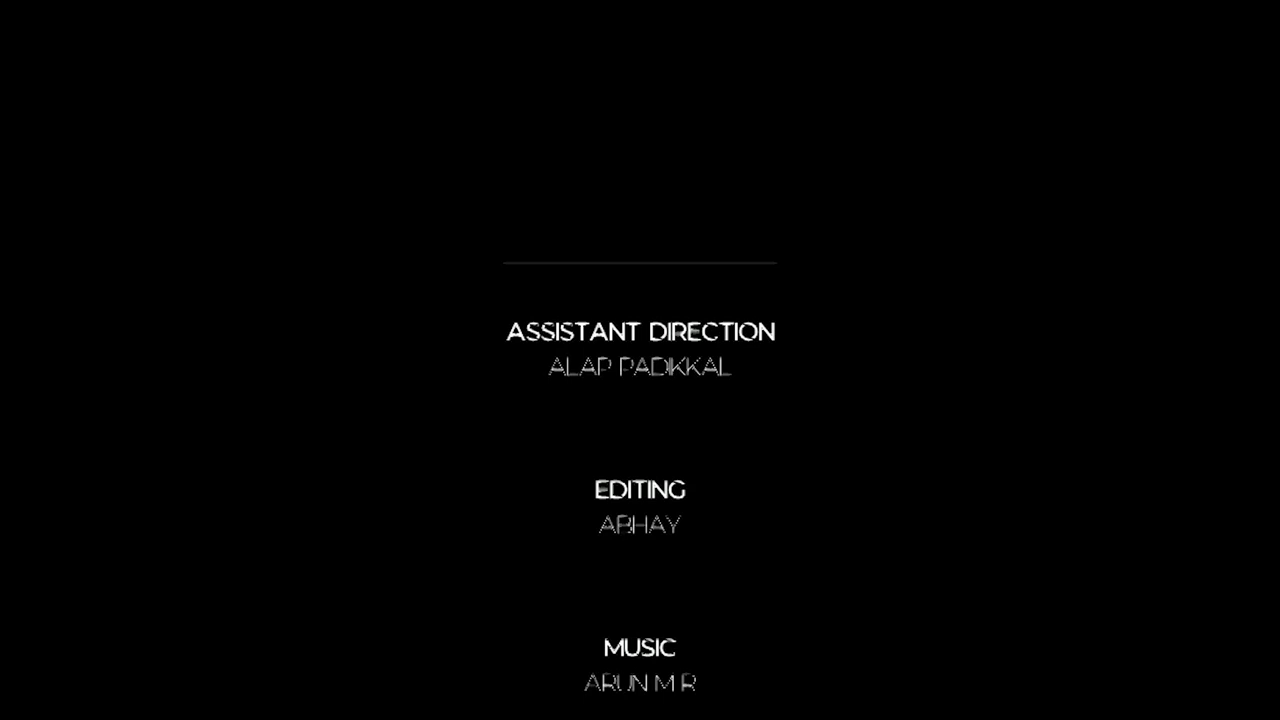 ASSISTANT DIRECTION
ALAP PADIKKAL
EDITING
ABHAY
MUSIC
ARUN M R